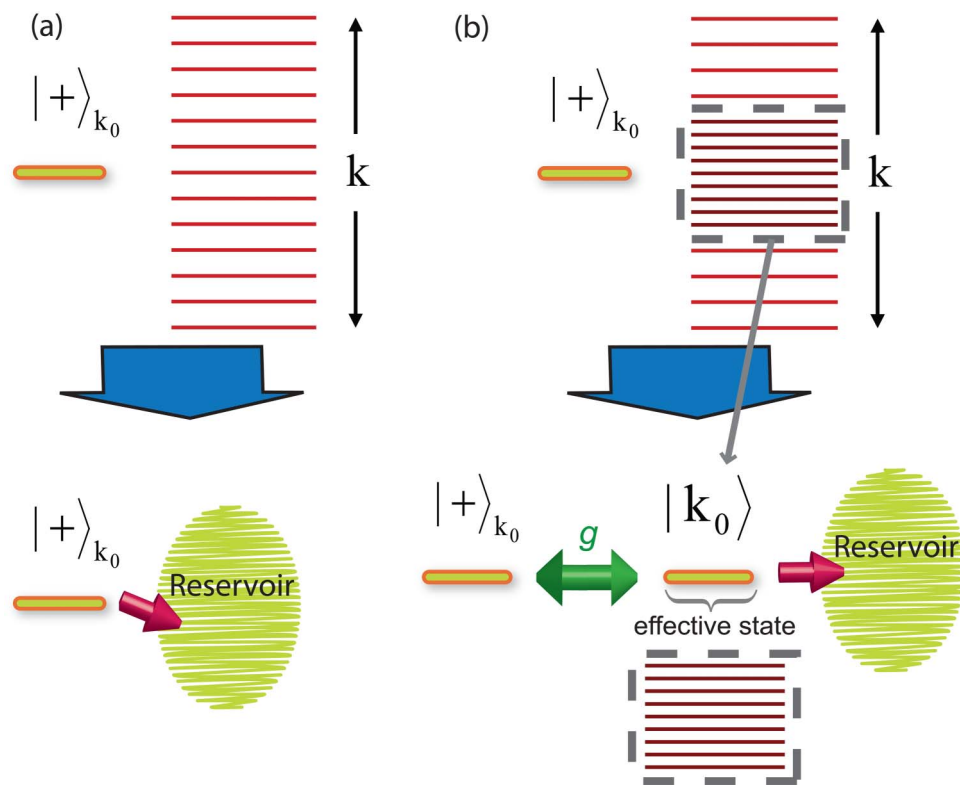 (a)
|+⟩k₀
k
|+⟩k₀
Reservoir
(b)
|+⟩k₀
k
|+⟩k₀
g
|k₀⟩
Reservoir
effective state